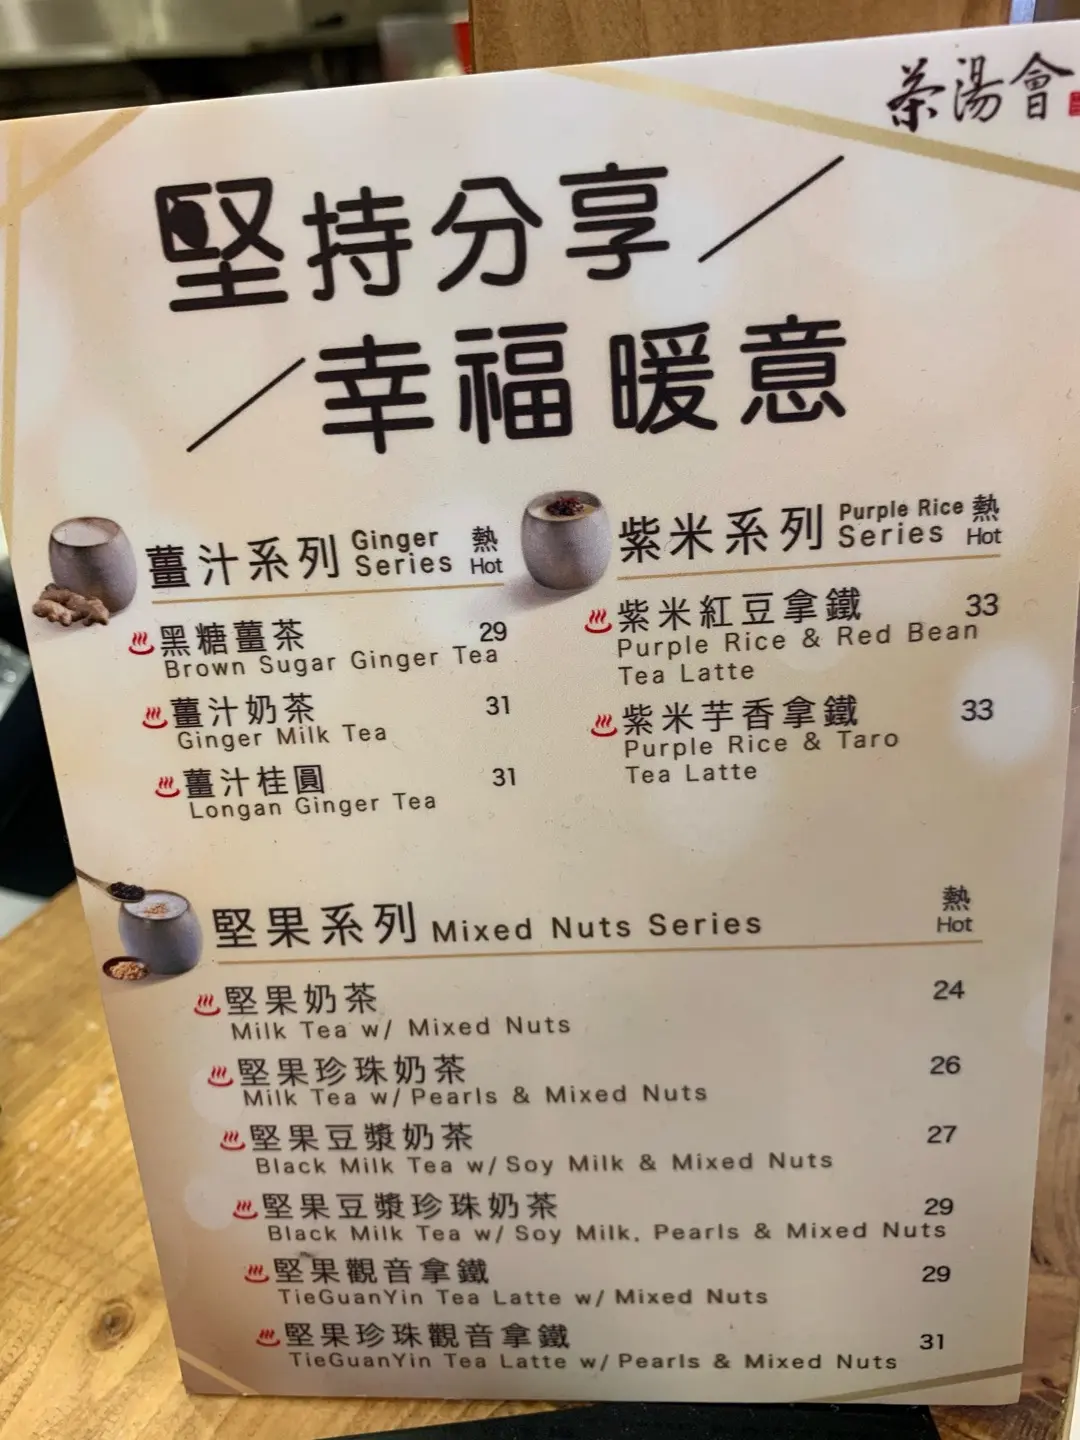 茶湯會
堅持分享
幸福暖意
薑汁系列 Ginger Series 熱 Hot
黑糖薑茶 29
Brown Sugar Ginger Tea
薑汁奶茶 31
Ginger Milk Tea
薑汁桂圓 31
Longan Ginger Tea
紫米系列 Purple Rice Series 熱 Hot
紫米紅豆拿鐵 33
Purple Rice & Red Bean
Tea Latte
紫米芋香拿鐵 33
Purple Rice & Taro
Tea Latte
堅果系列 Mixed Nuts Series 熱 Hot
堅果奶茶 24
Milk Tea w/ Mixed Nuts
堅果珍珠奶茶 26
Milk Tea w/ Pearls & Mixed Nuts
堅果豆漿奶茶 27
Black Milk Tea w/ Soy Milk & Mixed Nuts
堅果豆漿珍珠奶茶 29
Black Milk Tea w/ Soy Milk, Pearls & Mixed Nuts
堅果觀音拿鐵 29
TieGuanYin Tea Latte w/ Mixed Nuts
堅果珍珠觀音拿鐵 31
TieGuanYin Tea Latte w/ Pearls & Mixed Nuts